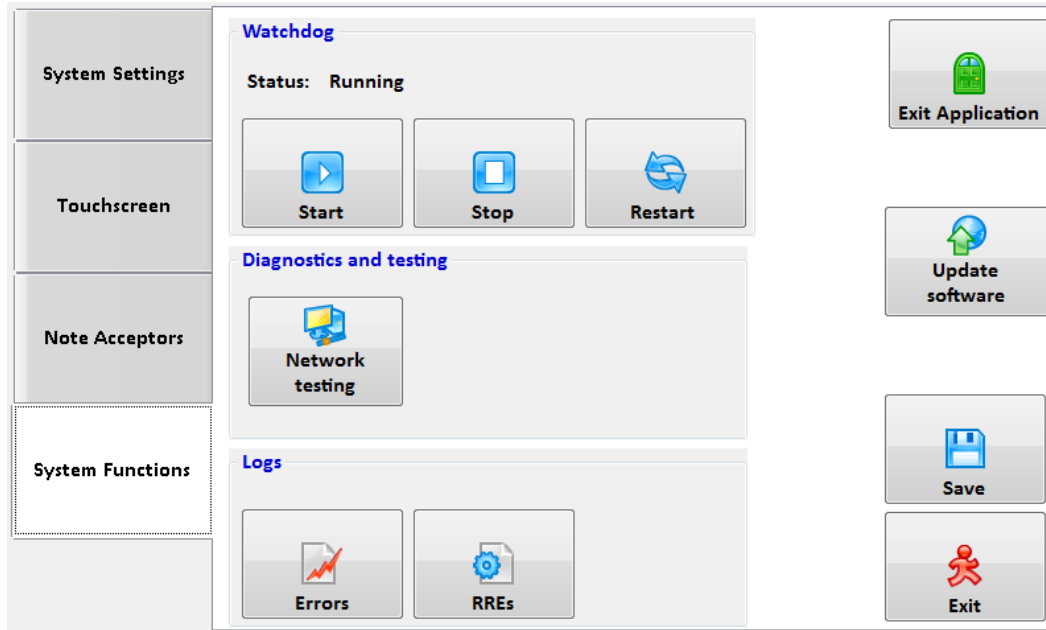 System Settings
Touchscreen
Note Acceptors
System Functions
Watchdog
Status: Running
Start
Stop
Restart
Diagnostics and testing
Network
testing
Logs
Errors
RREs
Exit Application
Update
software
Save
Exit